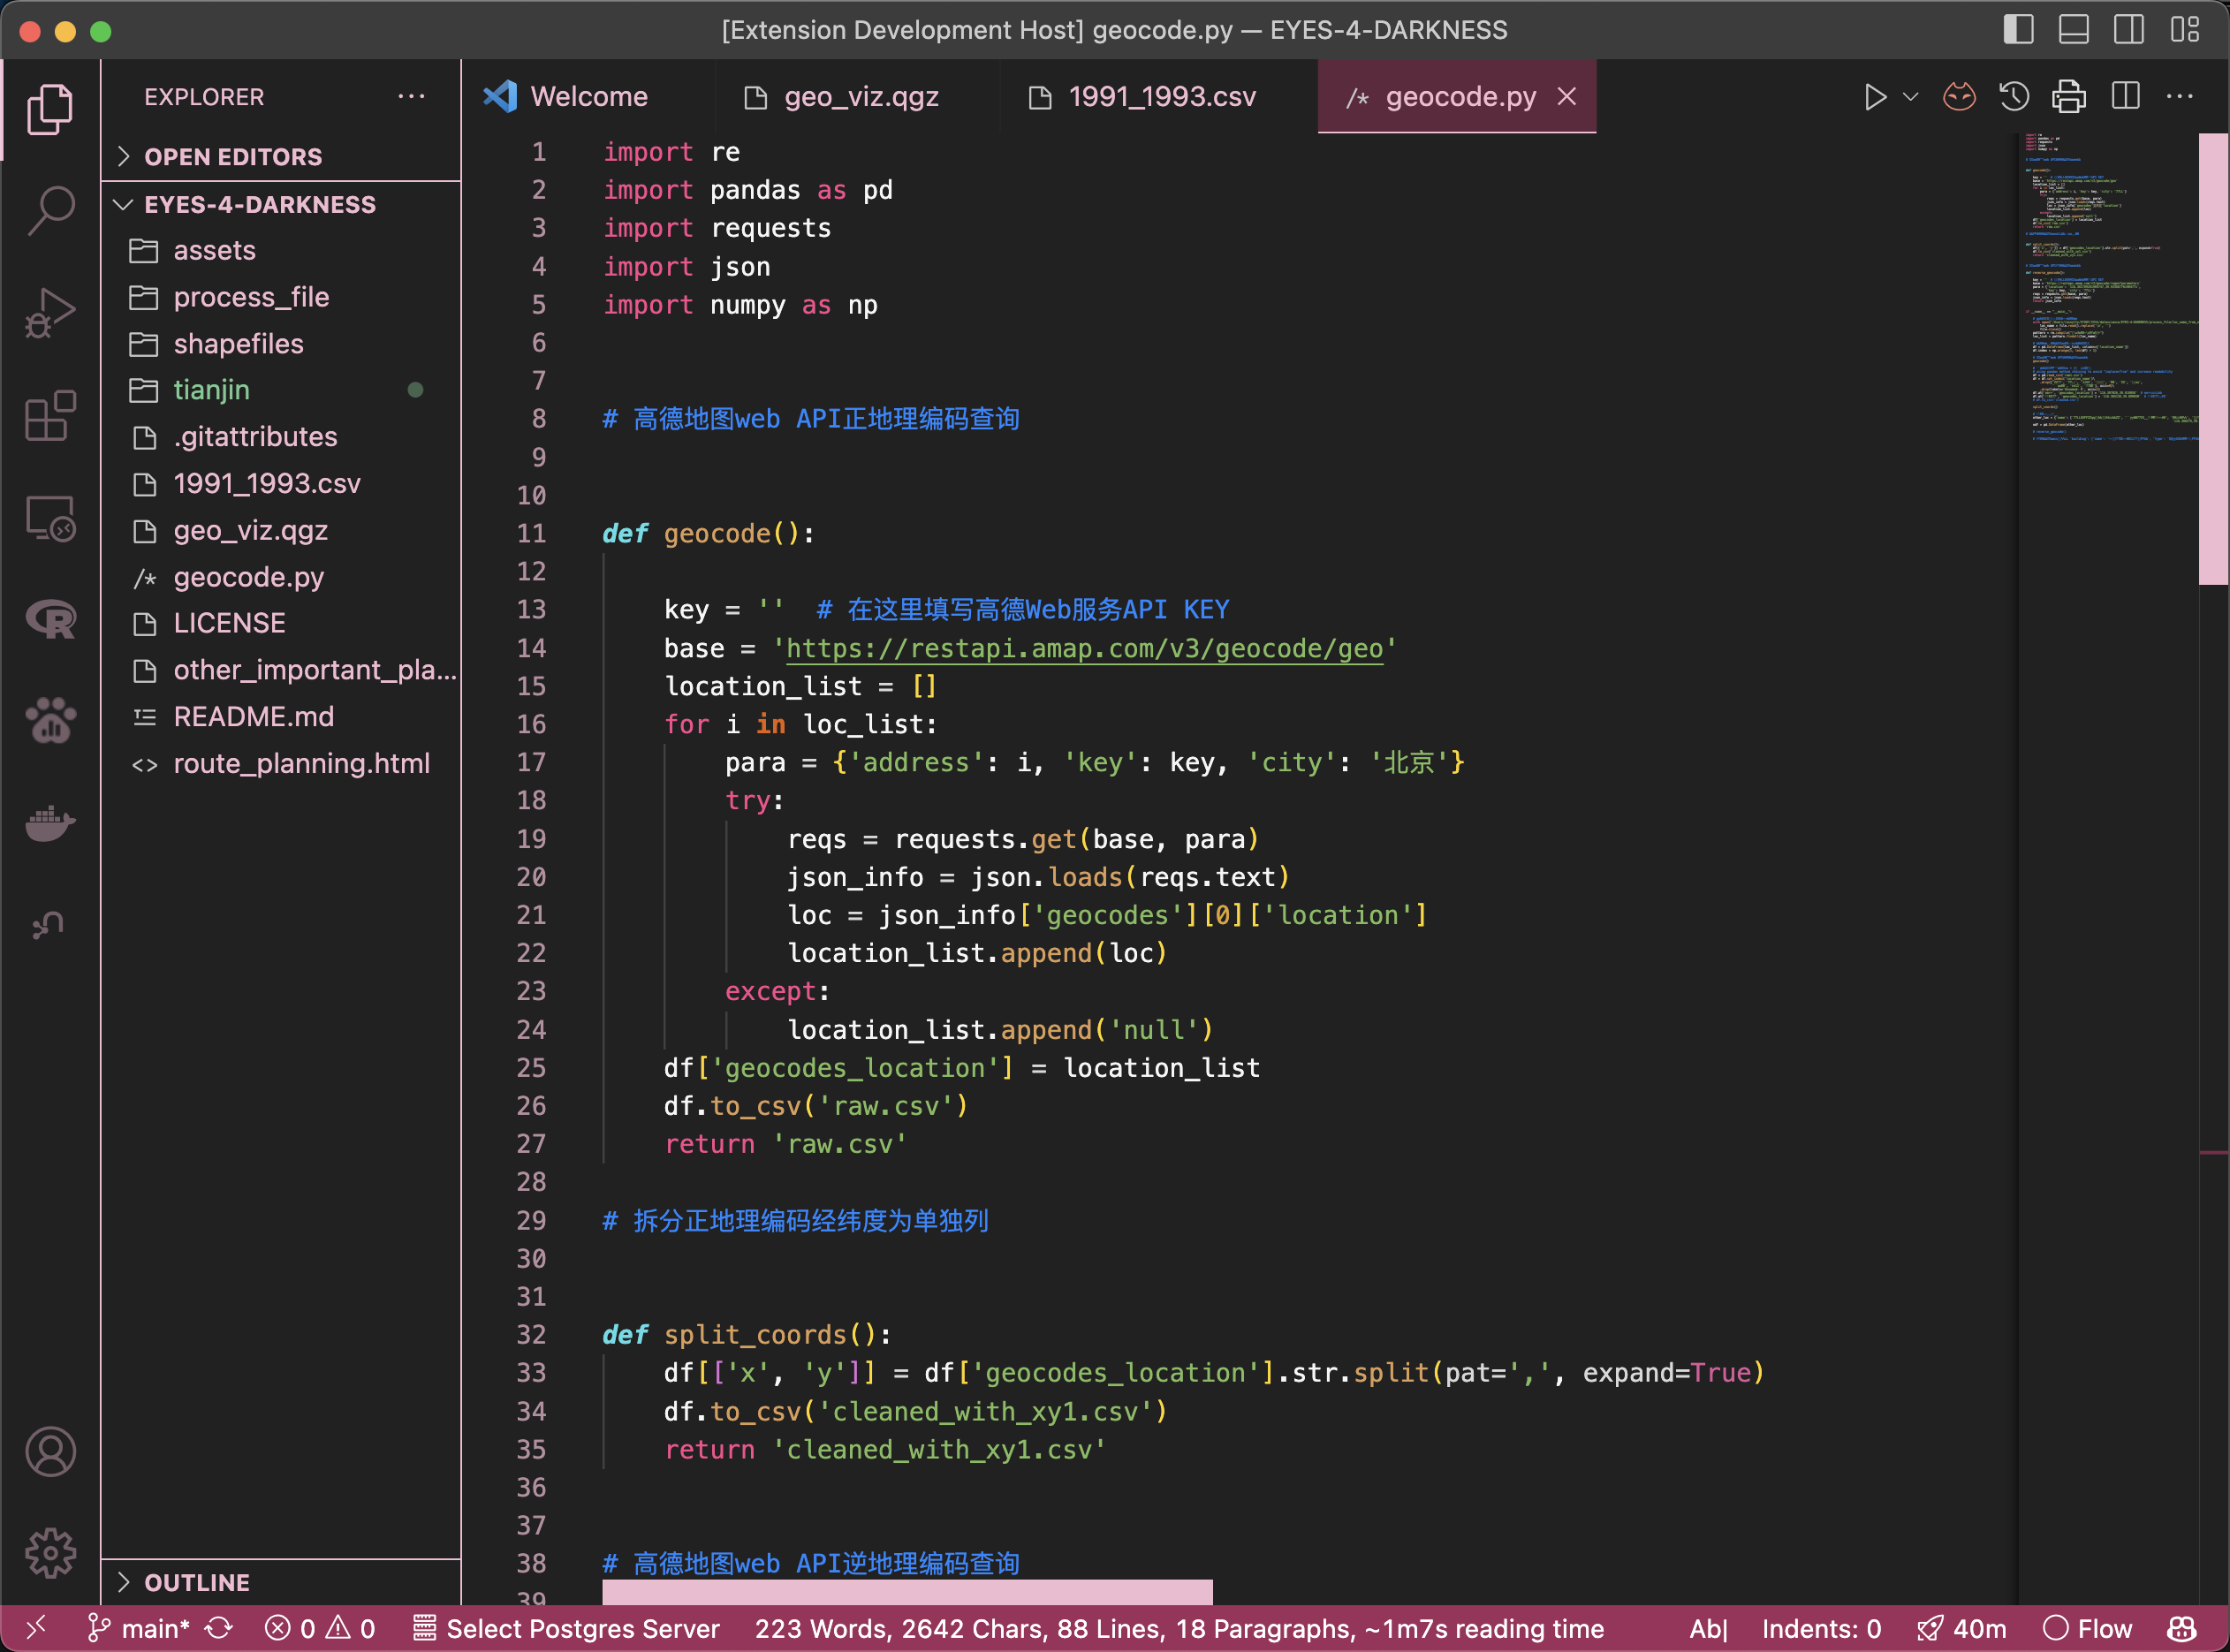 [Extension Development Host] geocode.py — EYES-4-DARKNESS
EXPLORER
OPEN EDITORS
EYES-4-DARKNESS
assets
process_file
shapefiles
tianjin
.gitattributes
1991_1993.csv
geo_viz.qgz
geocode.py
LICENSE
other_important_pla...
README.md
route_planning.html
OUTLINE
Welcome
geo_viz.qgz
1991_1993.csv
geocode.py
1 import re
2 import pandas as pd
3 import requests
4 import json
5 import numpy as np
6
7
8 # 高德地图web API正地理编码查询
9
10
11 def geocode():
12
13     key = ''  # 在这里填写高德Web服务API KEY
14     base = 'https://restapi.amap.com/v3/geocode/geo'
15     location_list = []
16     for i in loc_list:
17         para = {'address': i, 'key': key, 'city': '北京'}
18         try:
19             reqs = requests.get(base, para)
20             json_info = json.loads(reqs.text)
21             loc = json_info['geocodes'][0]['location']
22             location_list.append(loc)
23         except:
24             location_list.append('null')
25     df['geocodes_location'] = location_list
26     df.to_csv('raw.csv')
27     return 'raw.csv'
28
29 # 拆分正地理编码经纬度为单独列
30
31
32 def split_coords():
33     df[['x', 'y']] = df['geocodes_location'].str.split(pat=',', expand=True)
34     df.to_csv('cleaned_with_xy1.csv')
35     return 'cleaned_with_xy1.csv'
36
37
38 # 高德地图web API逆地理编码查询
39
main* 0 0 Select Postgres Server 223 Words, 2642 Chars, 88 Lines, 18 Paragraphs, ~1m7s reading time Ab| Indents: 0 40m Flow